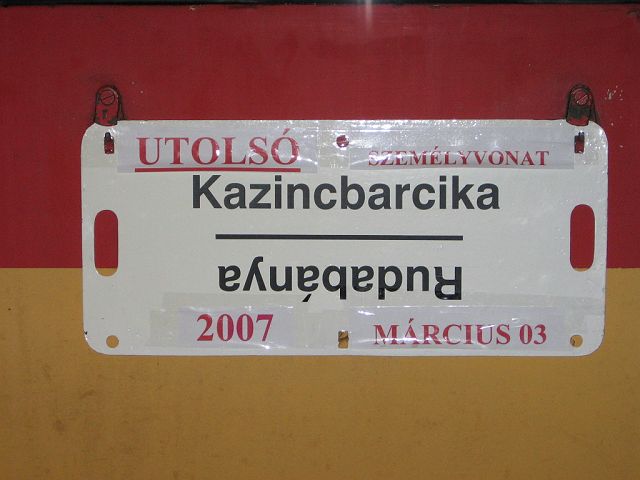 UTOLSÓ SZEMÉLYVONAT
Kazincbarcika
Rudabánya
2007 MÁRCIUS 03